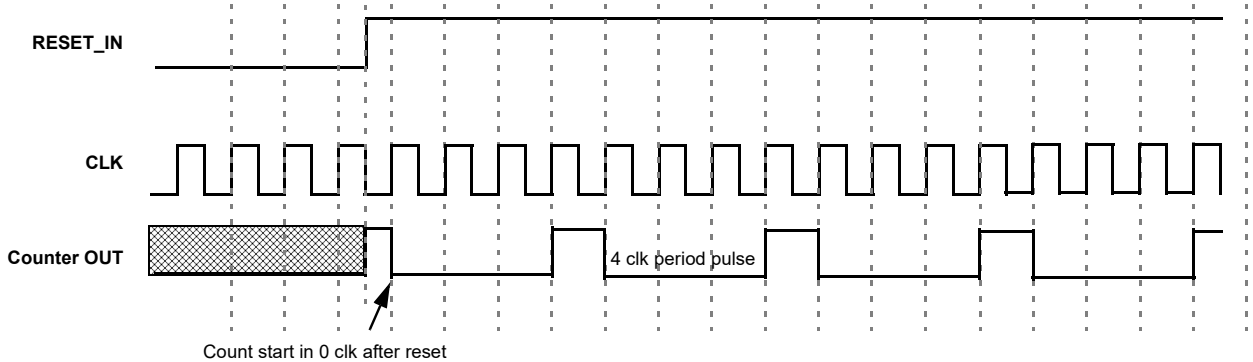 RESET_IN
CLK
Counter OUT
4 clk period pulse
Count start in 0 clk after reset